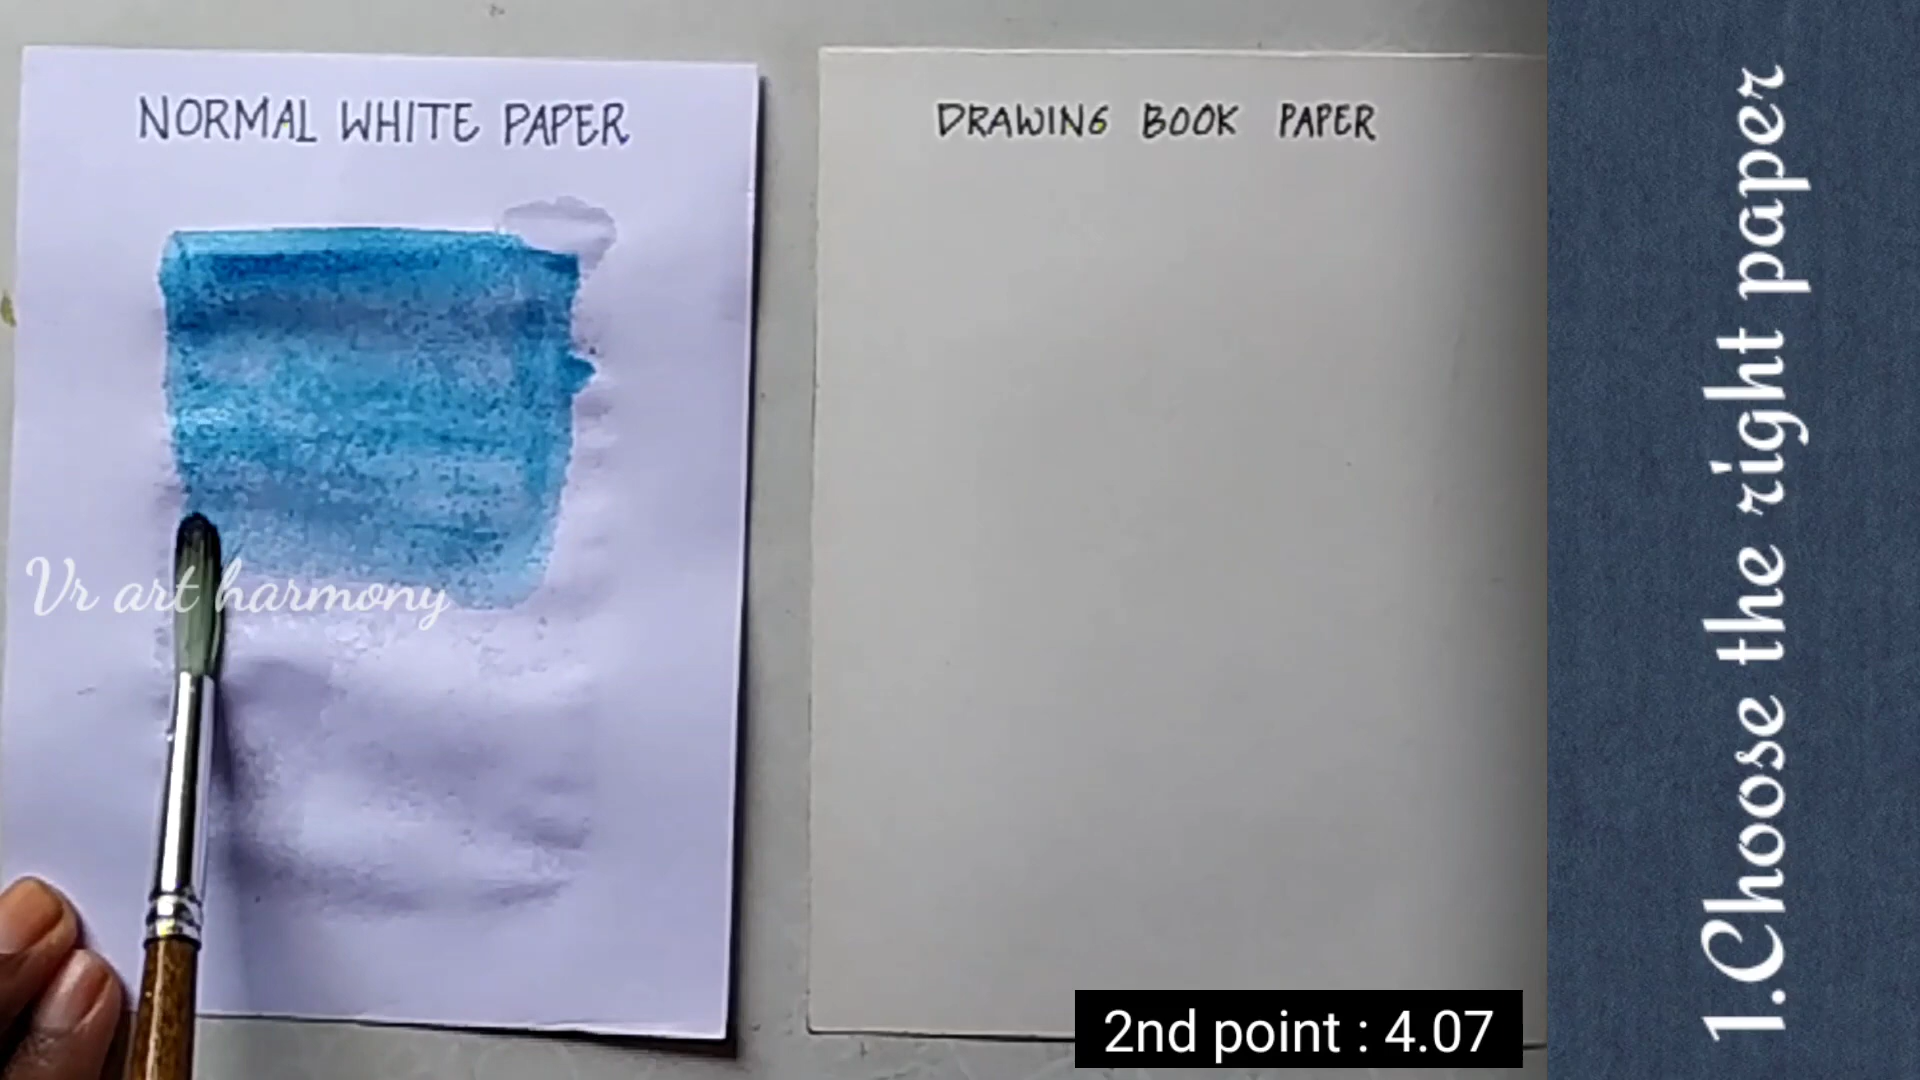 NORMAL WHITE PAPER
DRAWING BOOK PAPER
Vr art harmony
2nd point : 4.07
1.Choose the right paper